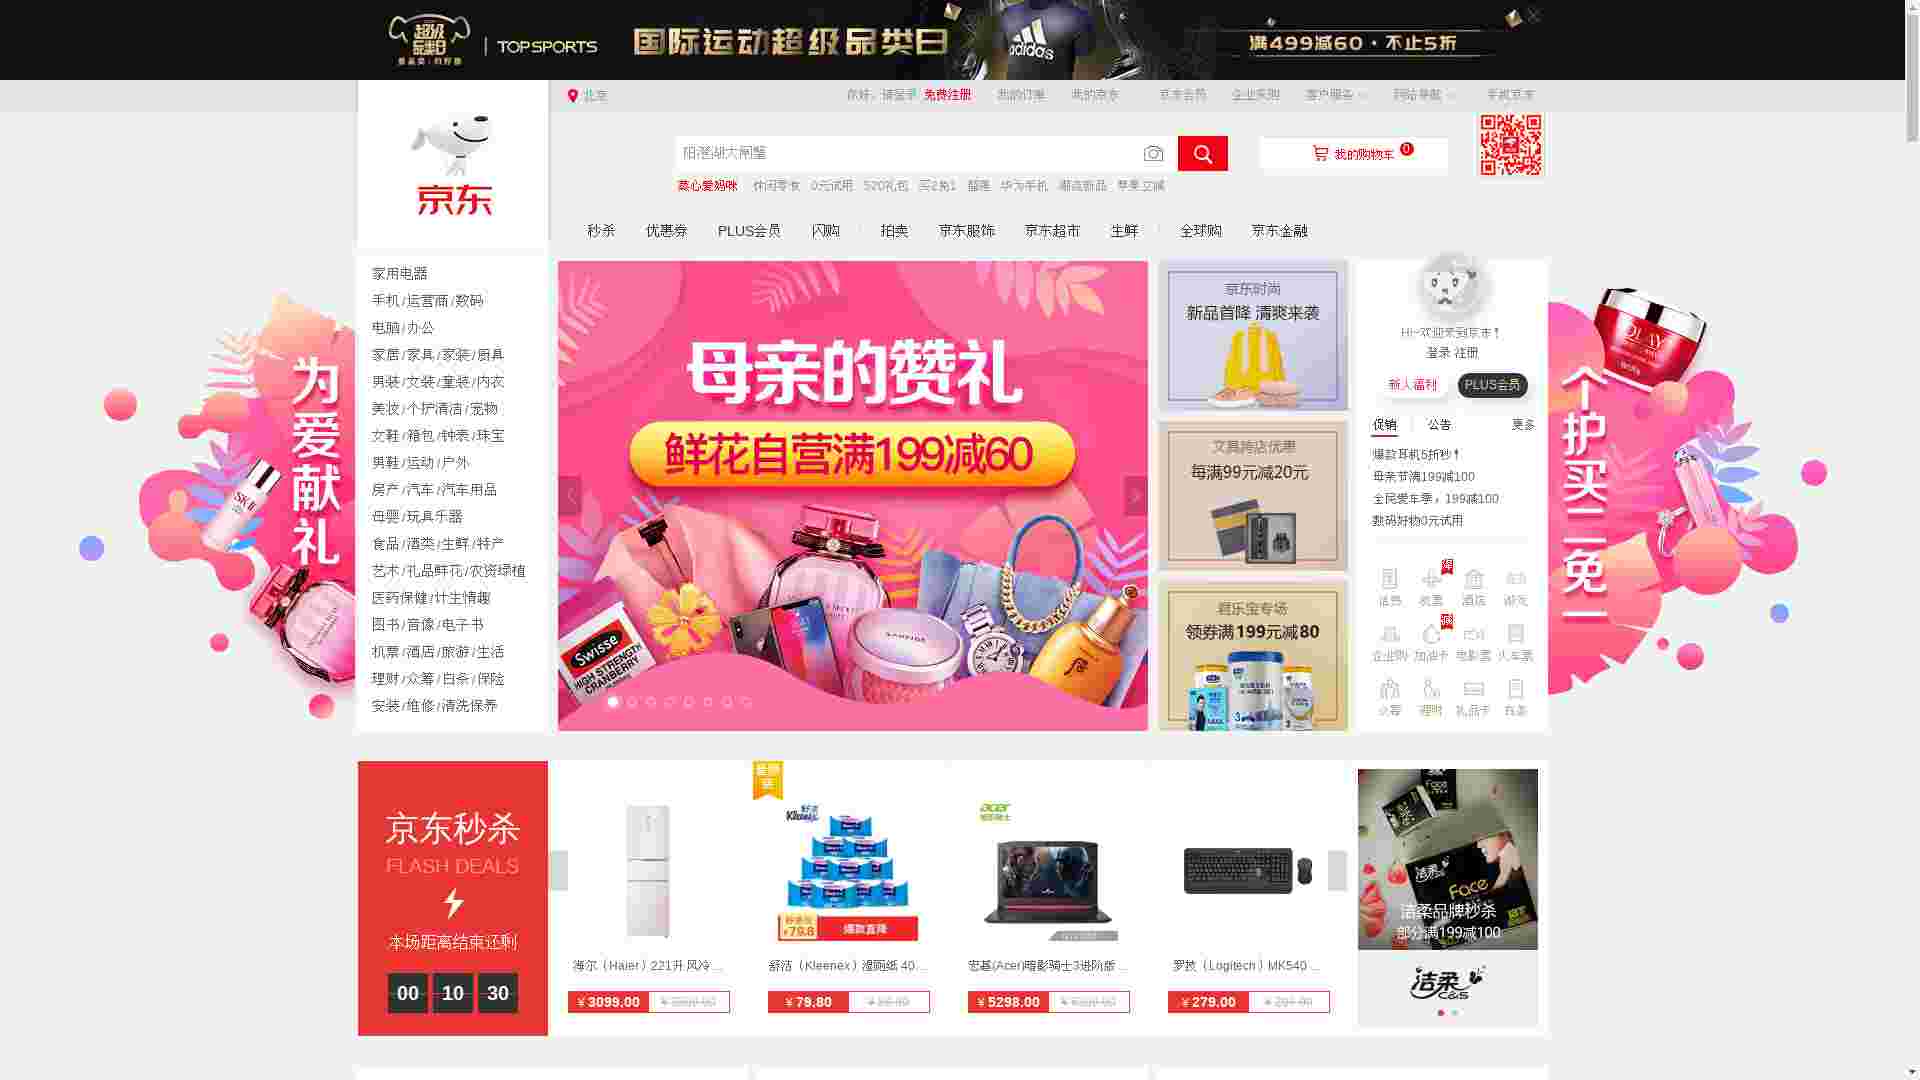 TOPSPORTS
国际运动超级品类日
adidas
满499减60·不止5折
北京
你好，请登录 免费注册
我的订单
我的京东
京东会员
企业采购
客户服务
网站导航
手机京东
京东
阳澄湖大闸蟹
我的购物车 0
蒸心爱妈咪 休闲零食 0元试用 520礼包 买2免1 榴莲 华为手机 潮流新品 苹果立减
秒杀 优惠券 PLUS会员 闪购 拍卖 京东服饰 京东超市 生鲜 全球购 京东金融
家用电器
手机/运营商/数码
电脑/办公
家居/家具/家装/厨具
男装/女装/童装/内衣
美妆/个护清洁/宠物
女鞋/箱包/钟表/珠宝
男鞋/运动/户外
房产/汽车/汽车用品
母婴/玩具乐器
食品/酒类/生鲜/特产
艺术/礼品鲜花/农资绿植
医药保健/计生情趣
图书/音像/电子书
机票/酒店/旅游/生活
理财/众筹/白条/保险
安装/维修/清洗保养
为爱献礼
SK-II
母亲的赞礼
鲜花自营满199减60
Swisse
HIGH STRENGTH
CRANBERRY
京东时尚
新品首降 清爽来袭
文具跨店优惠
每满99元减20元
君乐宝专场
领券满199元减80
Hi~欢迎来到京东！
登录 注册
新人福利
PLUS会员
促销
公告
更多
爆款耳机5折秒！
母亲节满199减100
全民爱车季，199减100
数码好物0元试用
话费 机票 酒店 游戏
企业购 加油卡 电影票 火车票
众筹 理财 礼品卡 白条
OLAY
个护买二免一
京东秒杀
FLASH DEALS
本场距离结束还剩
00 10 30
海尔（Haier）221升 风冷...
¥3099.00
Kleenex
¥79.8
爆款直降
舒洁（Kleenex）湿厕纸 40...
¥79.80
acer
宏碁(Acer)暗影骑士3进阶版 ...
¥5298.00
罗技（Logitech）MK540 ...
¥279.00
洁柔
Face
洁柔品牌秒杀
部分满199减100
洁柔
C&S